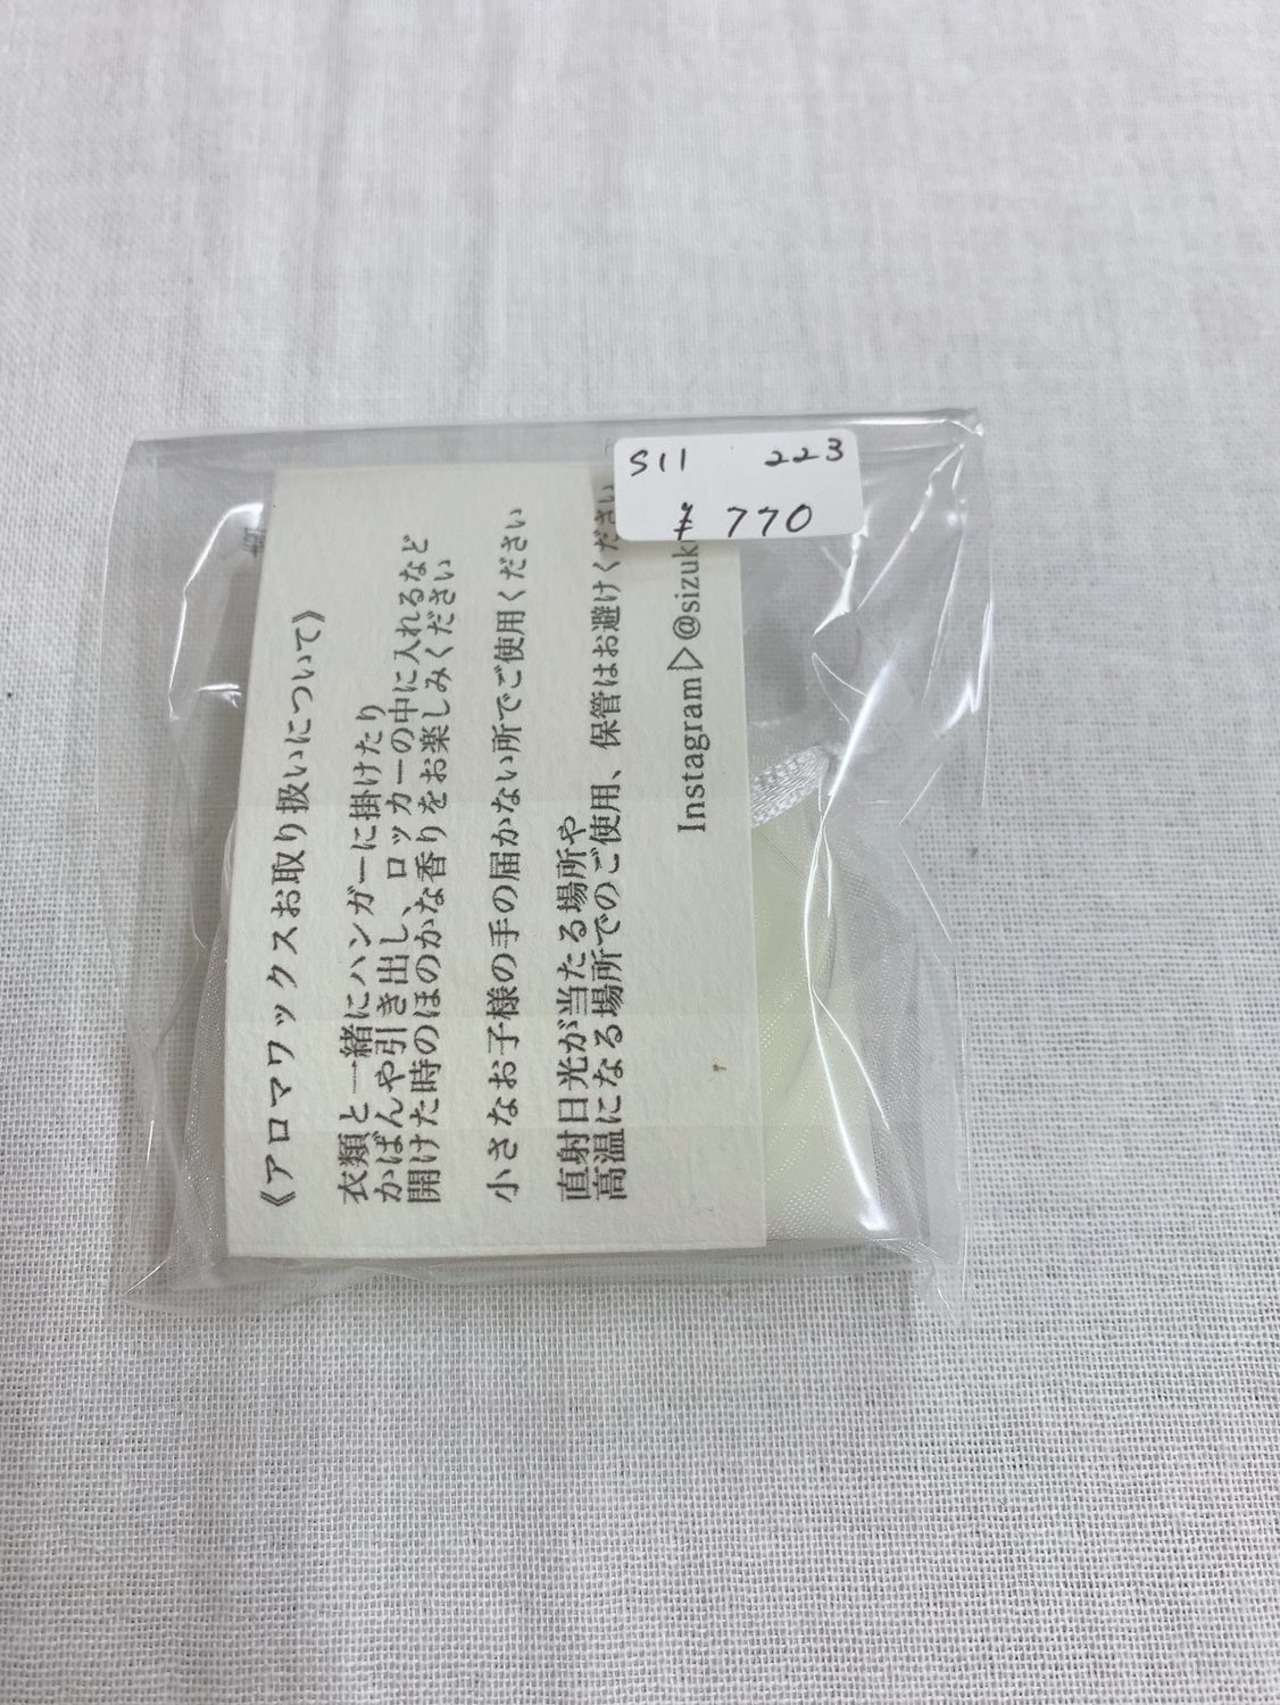 S11 223
¥ 770
《アロマワックスお取り扱いについて》
衣類と一緒にハンガーに掛けたり
かばんや引き出し、ロッカーの中に入れるなど
開けた時のほのかな香りをお楽しみください
小さなお子様の手の届かない所でご使用ください
直射日光が当たる場所や
高温になる場所でのご使用、保管はお避けください
Instagram▷@sizuk